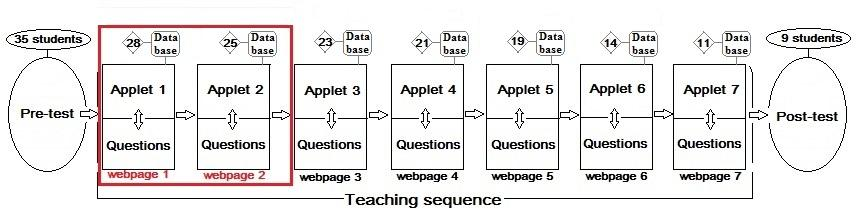 35 students
28
Data
base
25
Data
base
23
Data
base
21
Data
base
19
Data
base
14
Data
base
11
Data
base
9 students
Pre-test
Applet 1
Questions
webpage 1
Applet 2
Questions
webpage 2
Applet 3
Questions
webpage 3
Applet 4
Questions
webpage 4
Applet 5
Questions
webpage 5
Applet 6
Questions
webpage 6
Applet 7
Questions
webpage 7
Post-test
Teaching sequence